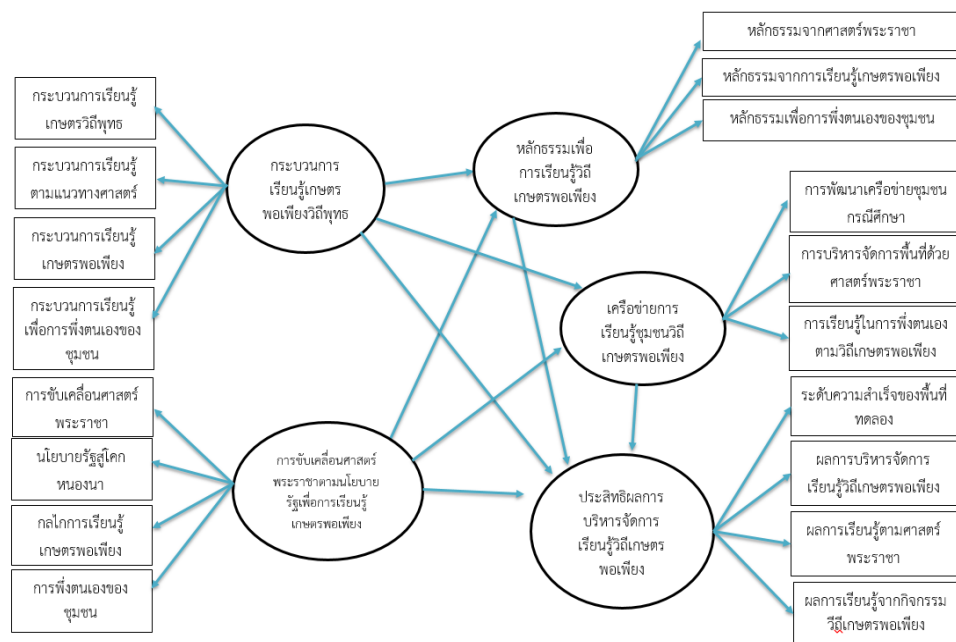 หลักธรรมจากศาสตร์พระราชา
หลักธรรมจากการเรียนรู้เกษตรพอเพียง
หลักธรรมเพื่อการพึ่งตนเองของชุมชน
กระบวนการเรียนรู้
เกษตรวิถีพุทธ
กระบวนการเรียนรู้
ตามแนวทางศาสตร์
กระบวนการเรียนรู้
เกษตรพอเพียง
กระบวนการเรียนรู้
เพื่อการพึ่งตนเองของ
ชุมชน
กระบวนการ
เรียนรู้เกษตร
พอเพียงวิถีพุทธ
หลักธรรมเพื่อ
การเรียนรู้วิถี
เกษตรพอเพียง
การพัฒนาเครือข่ายชุมชน
กรณีศึกษา
การบริหารจัดการพื้นที่ด้วย
ศาสตร์พระราชา
การเรียนรู้ในการพึ่งตนเอง
ตามวิถีเกษตรพอเพียง
เครือข่ายการ
เรียนรู้ชุมชนวิถี
เกษตรพอเพียง
การขับเคลื่อนศาสตร์
พระราชา
นโยบายรัฐสู่โคก
หนองนา
กลไกการเรียนรู้
เกษตรพอเพียง
การพึ่งตนเองของ
ชุมชน
การขับเคลื่อนศาสตร์
พระราชาตามนโยบาย
รัฐเพื่อการเรียนรู้
เกษตรพอเพียง
ประสิทธิผลการ
บริหารจัดการ
เรียนรู้วิถีเกษตร
พอเพียง
ระดับความสำเร็จของพื้นที่
ทดลอง
ผลการบริหารจัดการ
เรียนรู้วิถีเกษตรพอเพียง
ผลการเรียนรู้ตามศาสตร์
พระราชา
ผลการเรียนรู้จากกิจกรรม
วีถีเกษตรพอเพียง